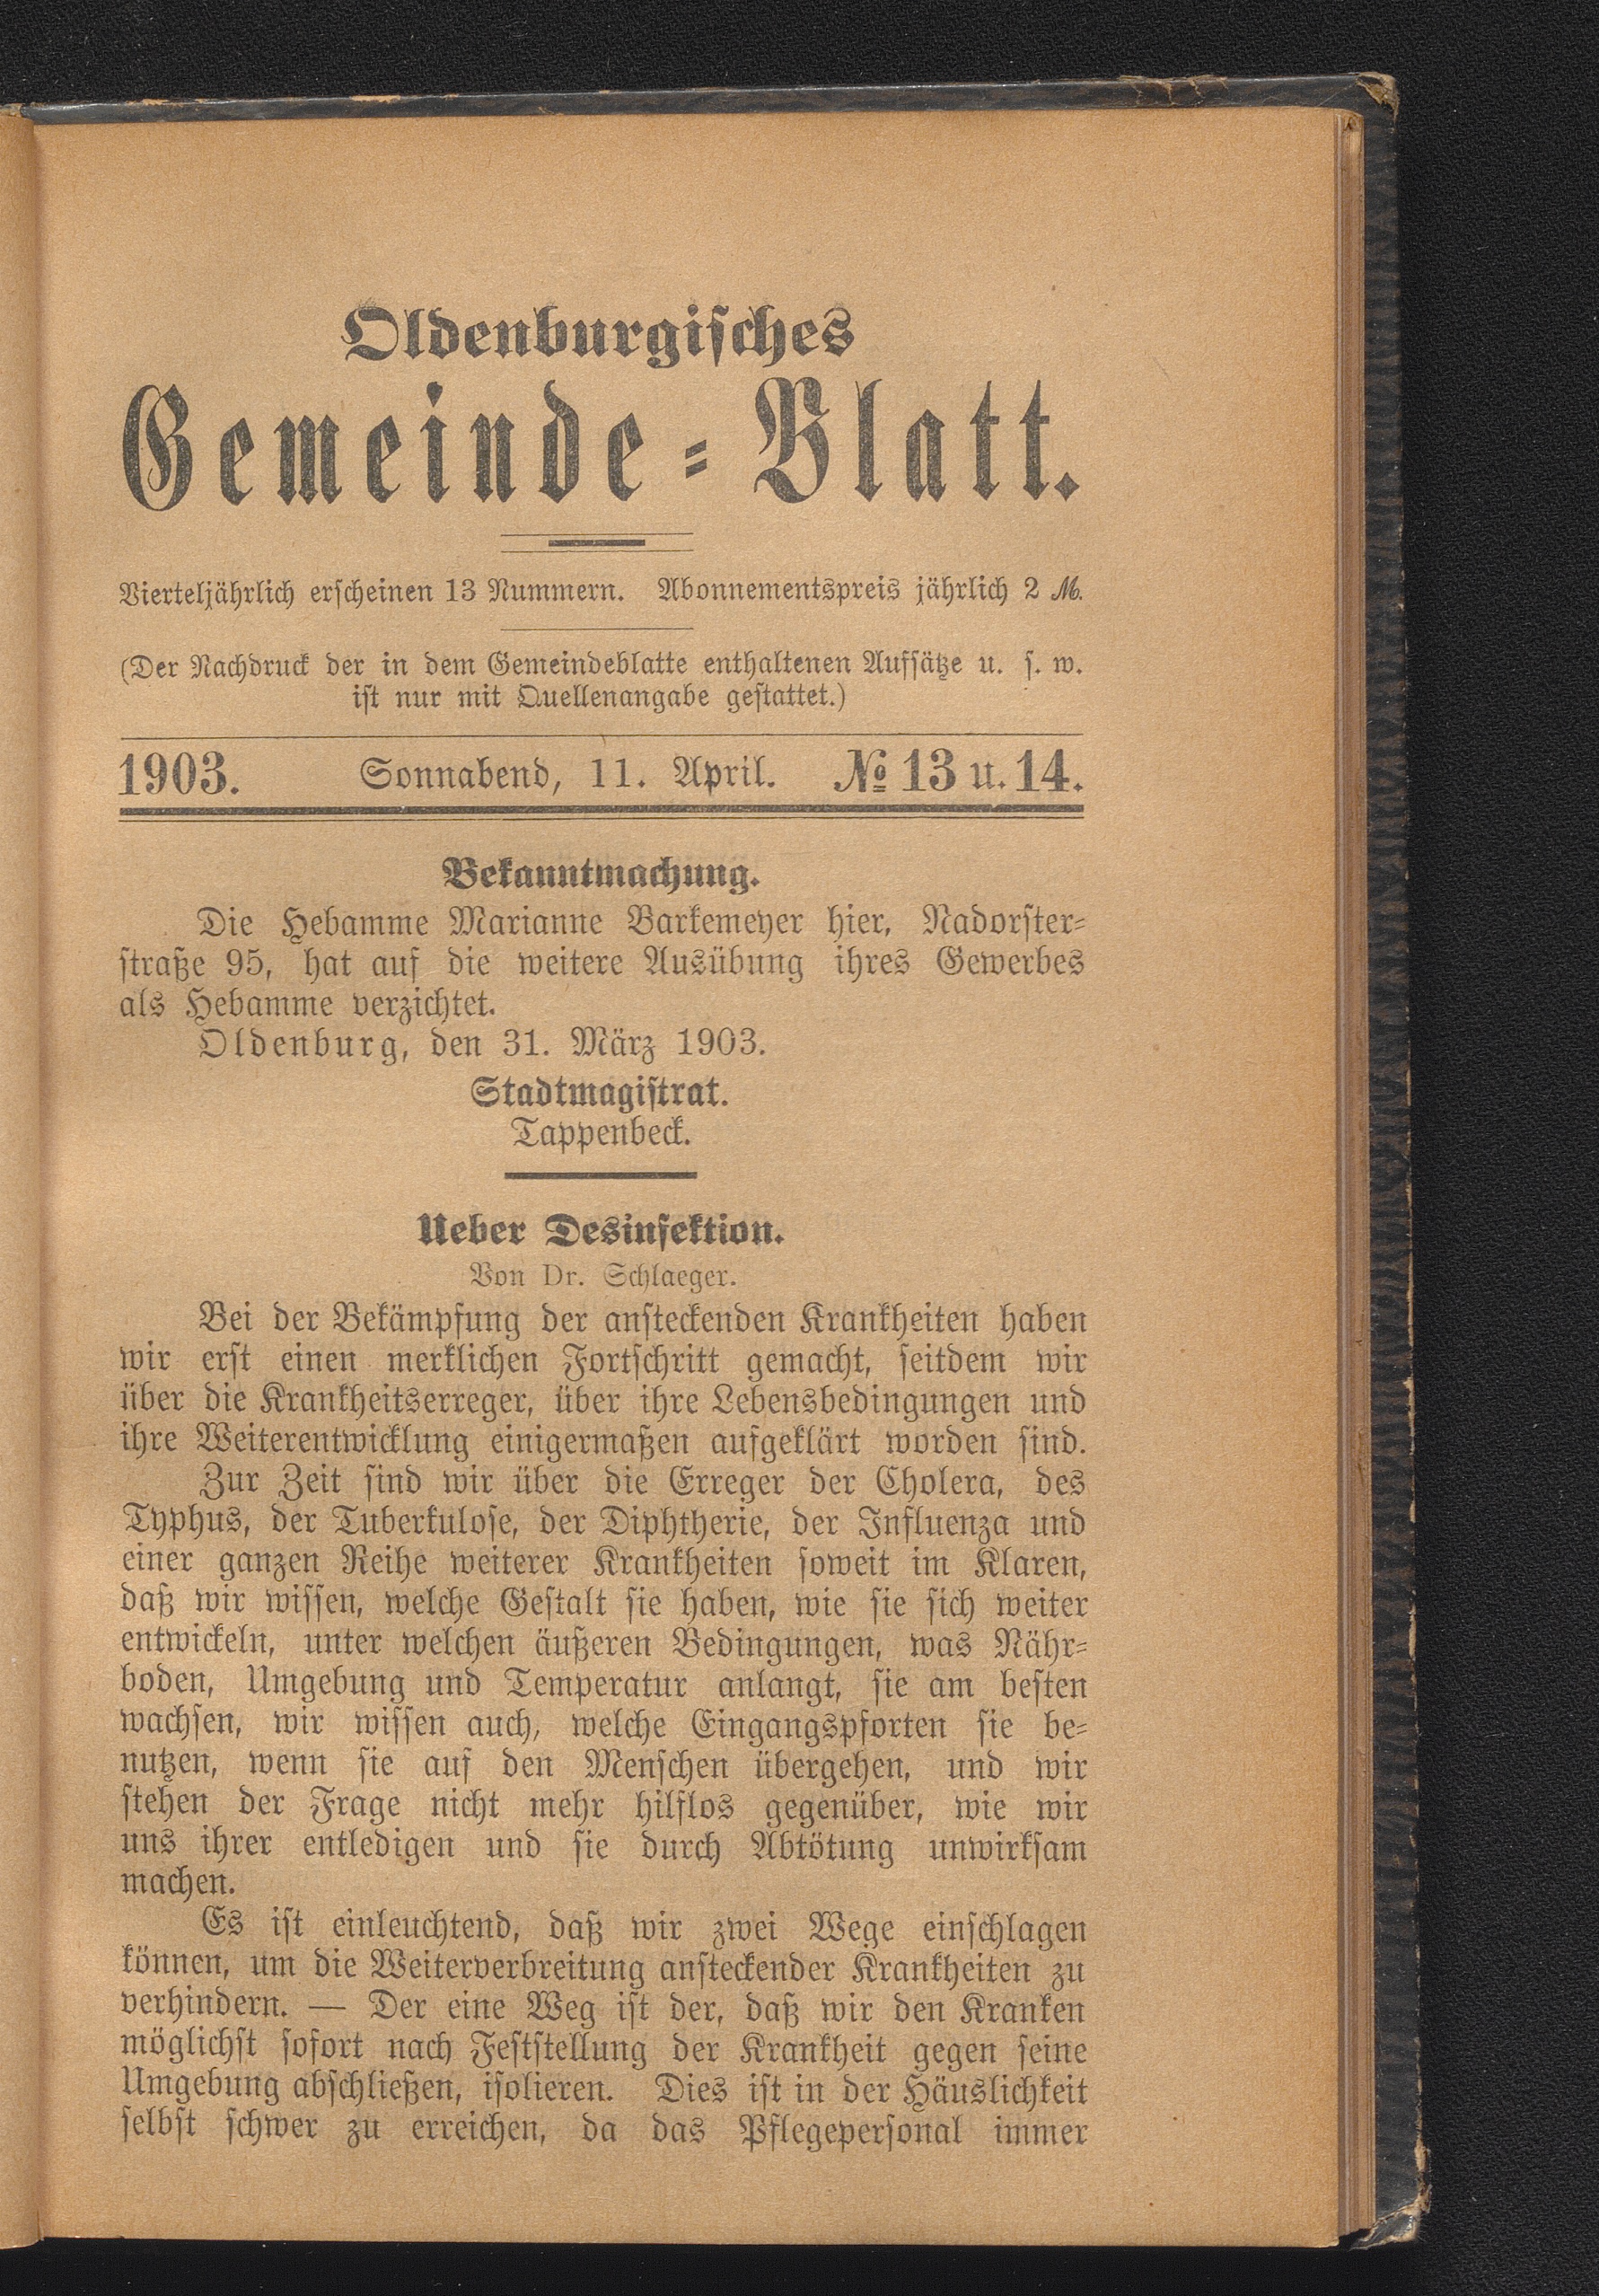 Oldenburgisches
Gemeinde-Blatt.
Vierteljährlich erscheinen 13 Nummern. Abonnementspreis jährlich 2 ℳ.
(Der Nachdruck der in dem Gemeindeblatte enthaltenen Aufsätze u. s. w.
ist nur mit Quellenangabe gestattet.)
1903. Sonnabend, 11. April. № 13 u. 14.
Bekanntmachung.
Die Hebamme Marianne Barkemeyer hier, Nadorster-
straße 95, hat auf die weitere Ausübung ihres Gewerbes
als Hebamme verzichtet.
Oldenburg, den 31. März 1903.
Stadtmagistrat.
Tappenbeck.
Ueber Desinfektion.
Von Dr. Schlaeger.
Bei der Bekämpfung der ansteckenden Krankheiten haben
wir erst einen merklichen Fortschritt gemacht, seitdem wir
über die Krankheitserreger, über ihre Lebensbedingungen und
ihre Weiterentwicklung einigermaßen aufgeklärt worden sind.
Zur Zeit sind wir über die Erreger der Cholera, des
Typhus, der Tuberkulose, der Diphtherie, der Influenza und
einer ganzen Reihe weiterer Krankheiten soweit im Klaren,
daß wir wissen, welche Gestalt sie haben, wie sie sich weiter
entwickeln, unter welchen äußeren Bedingungen, was Nähr-
boden, Umgebung und Temperatur anlangt, sie am besten
wachsen, wir wissen auch, welche Eingangspforten sie be-
nutzen, wenn sie auf den Menschen übergehen, und wir
stehen der Frage nicht mehr hilflos gegenüber, wie wir
uns ihrer entledigen und sie durch Abtötung unwirksam
machen.
Es ist einleuchtend, daß wir zwei Wege einschlagen
können, um die Weiterverbreitung ansteckender Krankheiten zu
verhindern. — Der eine Weg ist der, daß wir den Kranken
möglichst sofort nach Feststellung der Krankheit gegen seine
Umgebung abschließen, isolieren. Dies ist in der Häuslichkeit
selbst schwer zu erreichen, da das Pflegepersonal immer